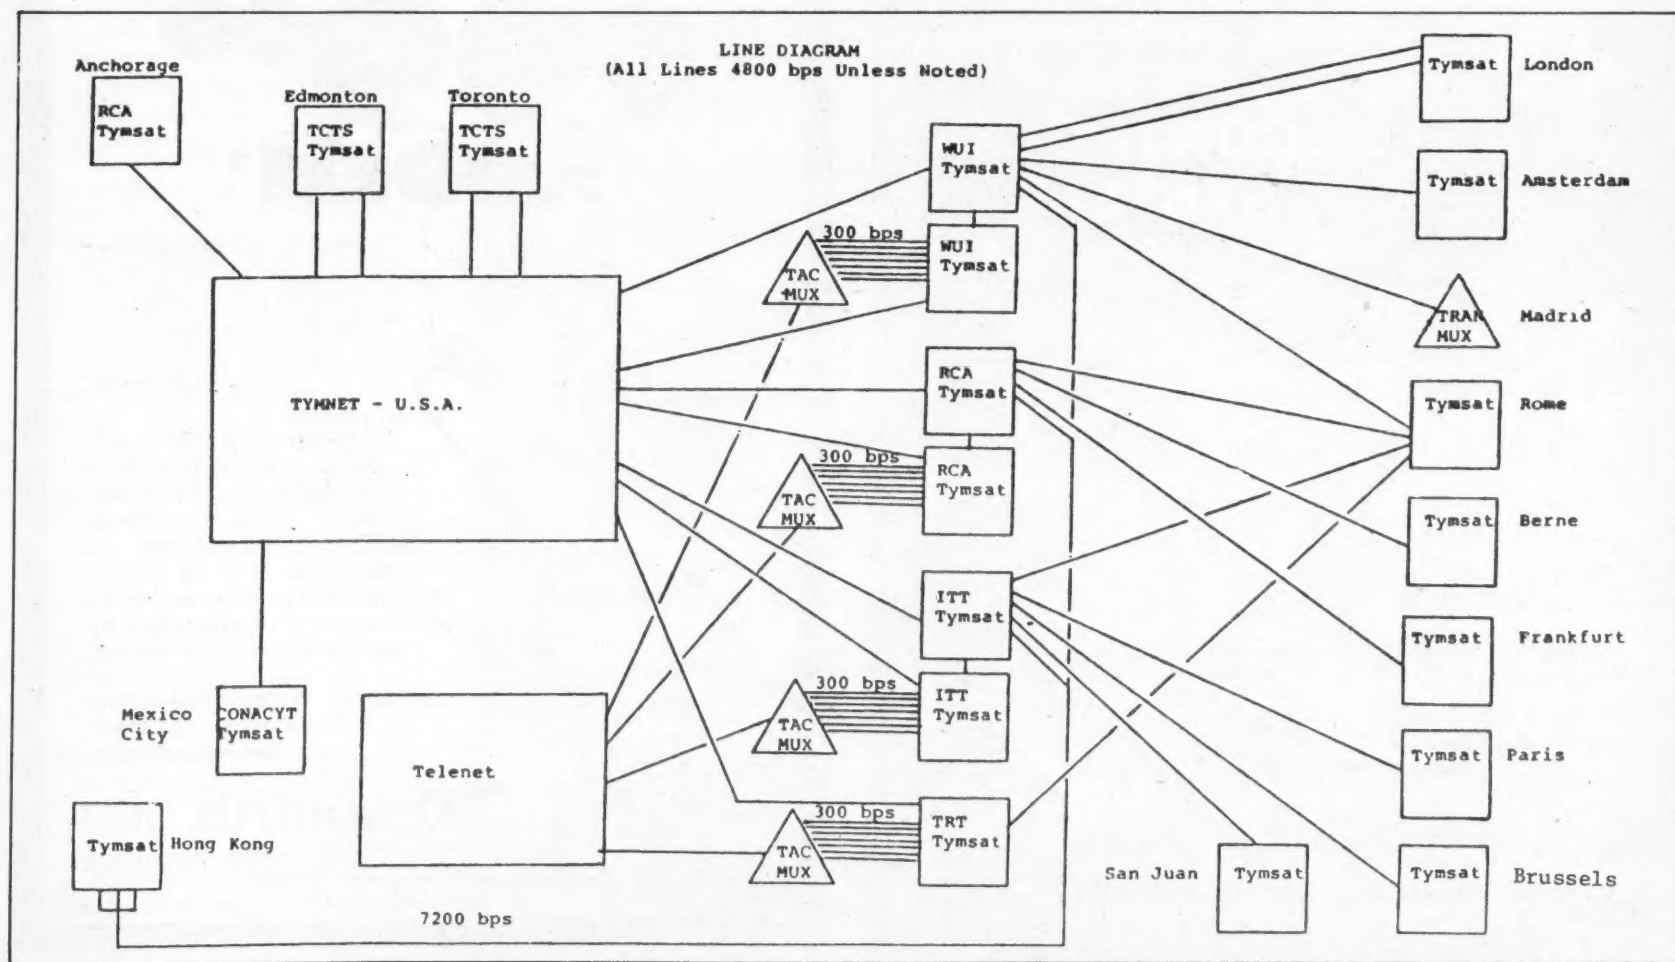 LINE DIAGRAM
(All Lines 4800 bps Unless Noted)
Anchorage
RCA
Tymsat
Edmonton
TCTS
Tymsat
Toronto
TCTS
Tymsat
WUI
Tymsat
Tymsat
London
Tymsat
Amsterdam
300 bps
TAC
MUX
WUI
Tymsat
TRAN
MUX
Madrid
TYMNET - U.S.A.
RCA
Tymsat
Tymsat
Rome
300 bps
TAC
MUX
RCA
Tymsat
Tymsat
Berne
ITT
Tymsat
Tymsat
Frankfurt
Mexico
City
CONACYT
Tymsat
300 bps
TAC
MUX
ITT
Tymsat
Tymsat
Paris
Telenet
300 bps
TAC
MUX
TRT
Tymsat
Tymsat
Hong Kong
San Juan
Tymsat
Tymsat
Brussels
7200 bps